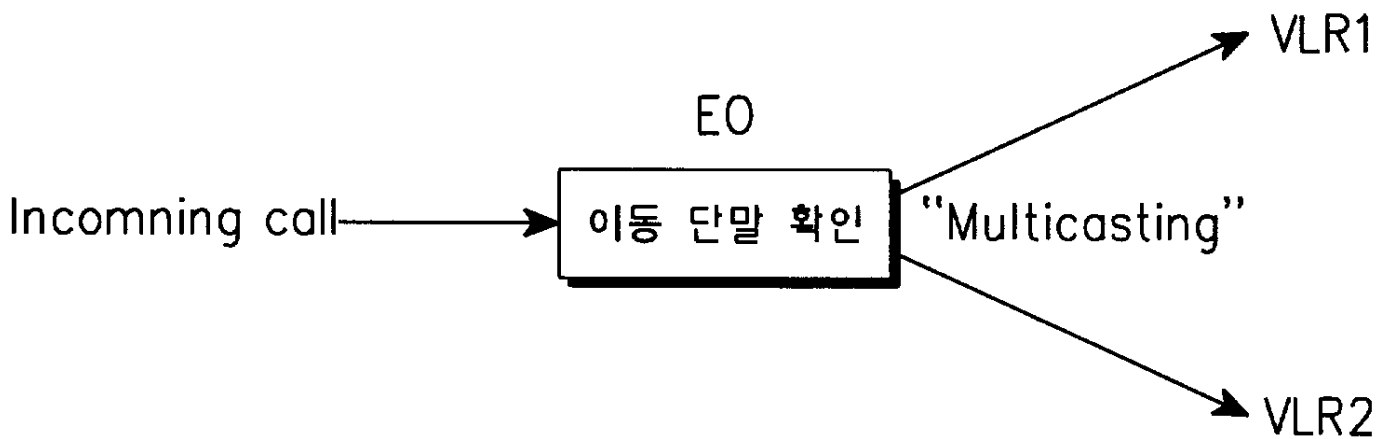 VLR1
EO
Incomning call
이동 단말 확인
"Multicasting"
VLR2